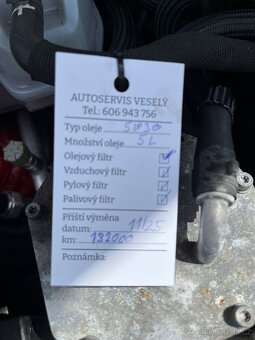 AUTOSERVIS VESELÝ
Tel.: 606 943 756
Typ oleje 5W30
Množství oleje 5L
Olejový filtr
Vzduchový filtr
Pylový filtr
Palivový filtr
Příští výměna
datum: 11/25
km: 132000
Poznámka: